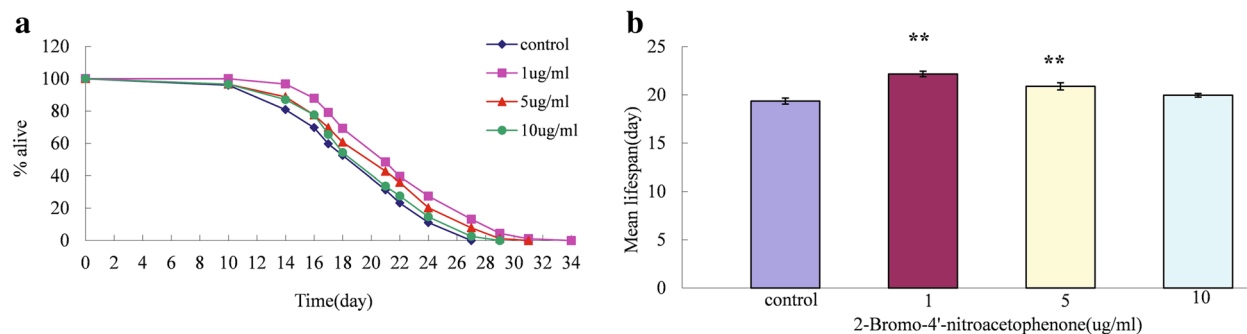 a
120
100
80
60
40
20
0
% alive
0 2 4 6 8 10 12 14 16 18 20 22 24 26 28 30 32 34
Time(day)
control
1ug/ml
5ug/ml
10ug/ml
b
25
20
15
10
5
0
Mean lifespan(day)
**
**
control 1 5 10
2-Bromo-4'-nitroacetophenone(ug/ml)